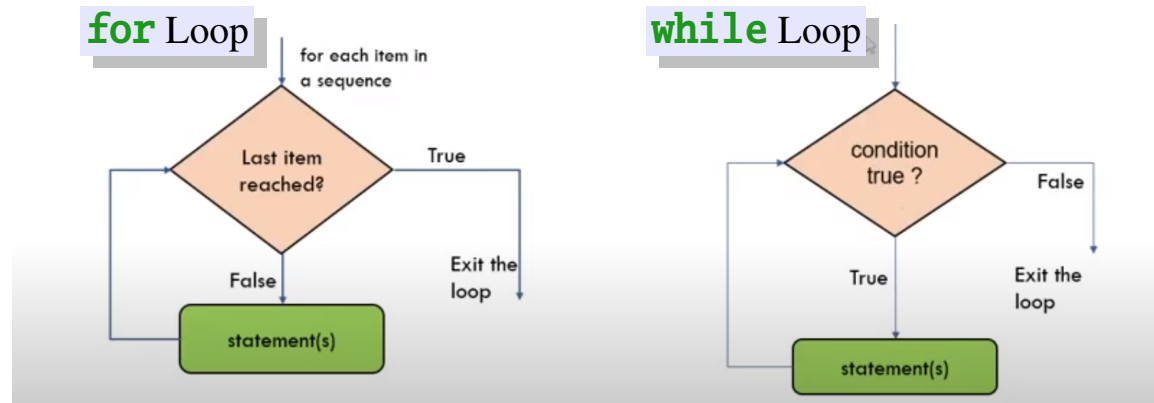 for Loop
for each item in
a sequence
Last item
reached?
True
False
Exit the
loop
statement(s)
while Loop
condition
true ?
False
True
Exit the
loop
statement(s)